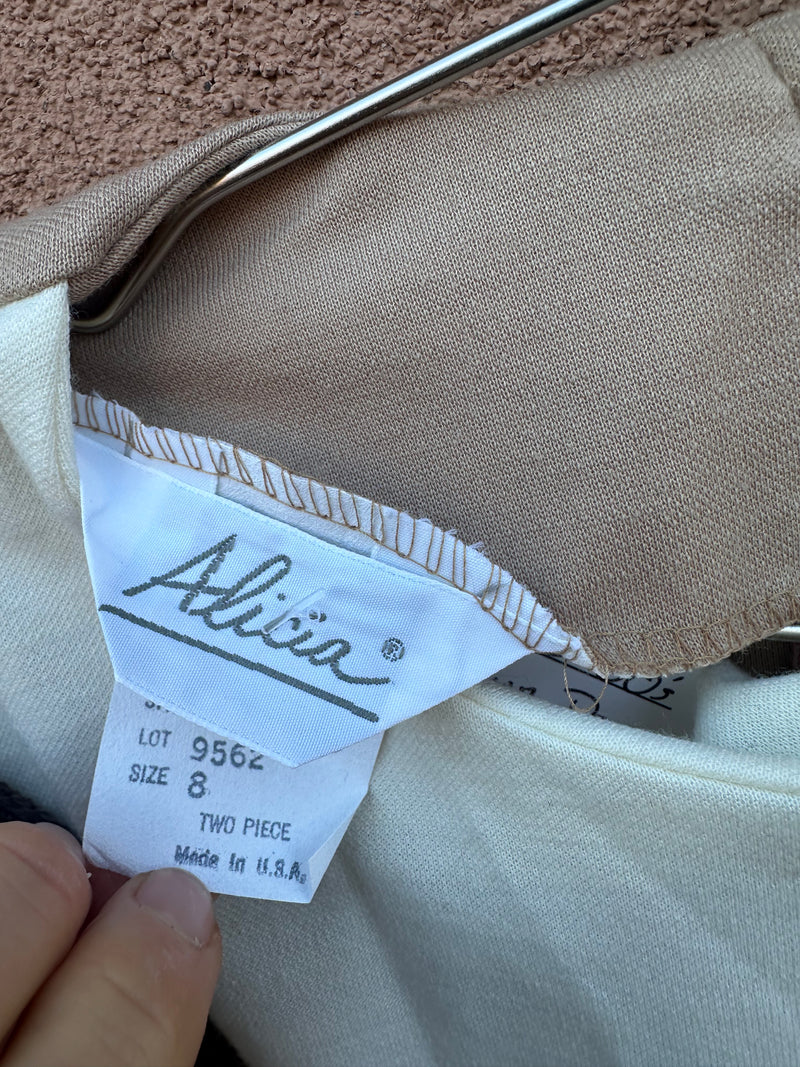 Alicia®
LOT 9562
SIZE 8
TWO PIECE
Made In U.S.A.